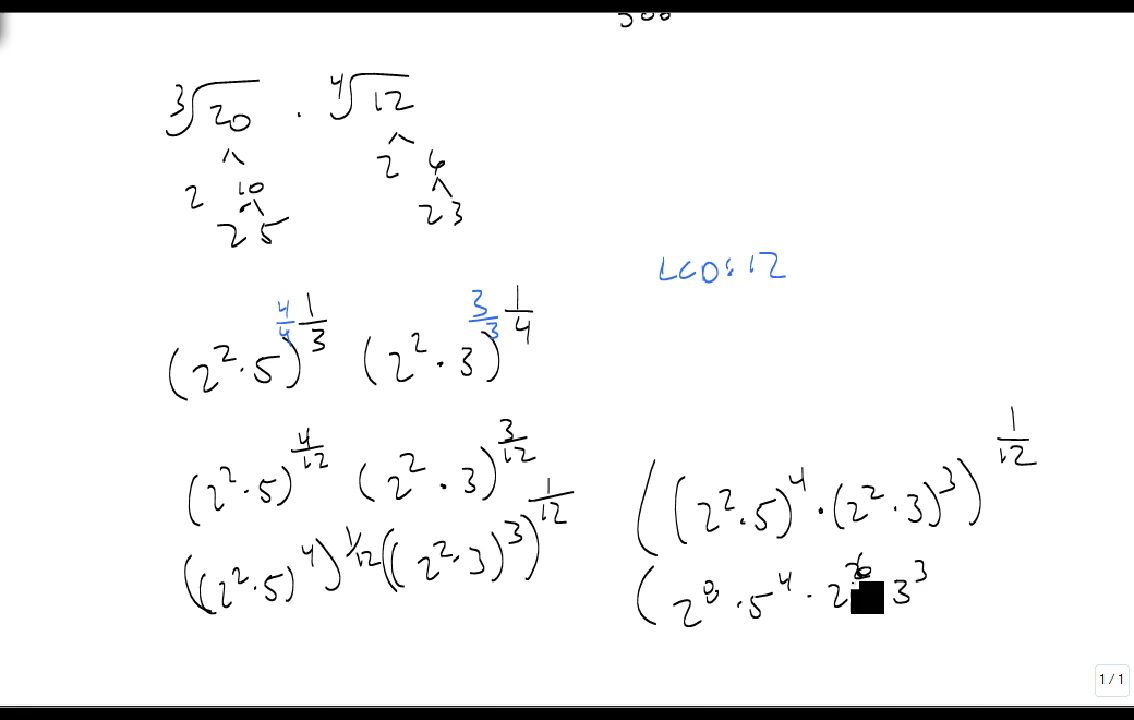 ∛20 · ∜12
2 10 2 6
2 5 2 3
LCD: 12
(2² · 5)^(4/4 1/3) (2² · 3)^(3/3 1/4)
(2² · 5)^(4/12) (2² · 3)^(3/12)
((2² · 5)⁴)^(1/12) ((2² · 3)³)^(1/12)
((2² · 5)⁴ · (2² · 3)³)^(1/12)
(2⁸ · 5⁴ · 2⁶ 3³
1 / 1